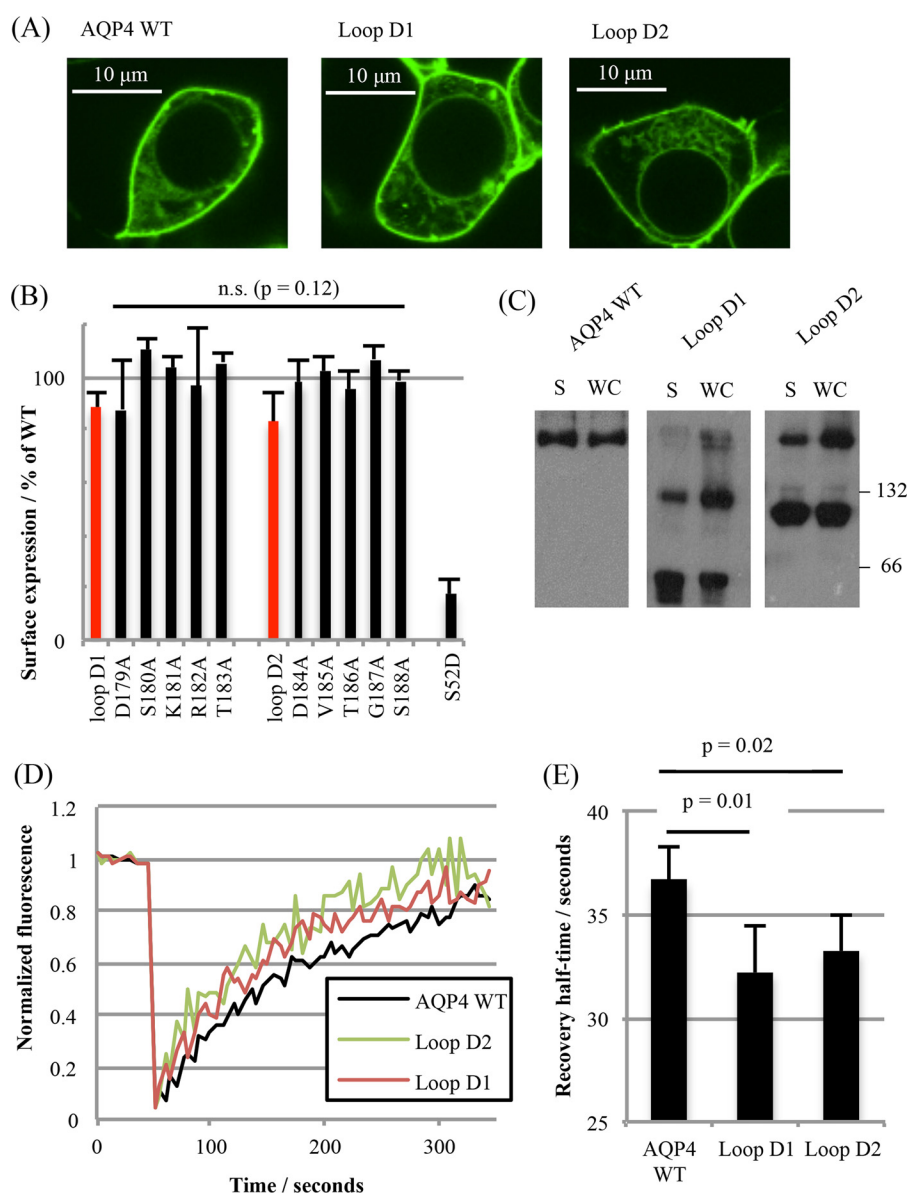 (A)
AQP4 WT
Loop D1
Loop D2
10 μm
10 μm
10 μm
(B)
n.s. (p = 0.12)
Surface expression / % of WT
100
0
loop D1
D179A
S180A
K181A
R182A
T183A
loop D2
D184A
V185A
T186A
G187A
S188A
S52D
(C)
AQP4 WT
Loop D1
Loop D2
S WC
S WC
S WC
132
66
(D)
Normalized fluorescence
1.2
1
0.8
0.6
0.4
0.2
0
0 100 200 300
Time / seconds
AQP4 WT
Loop D2
Loop D1
(E)
p = 0.02
p = 0.01
Recovery half-time / seconds
40
35
30
25
AQP4 WT
Loop D1
Loop D2